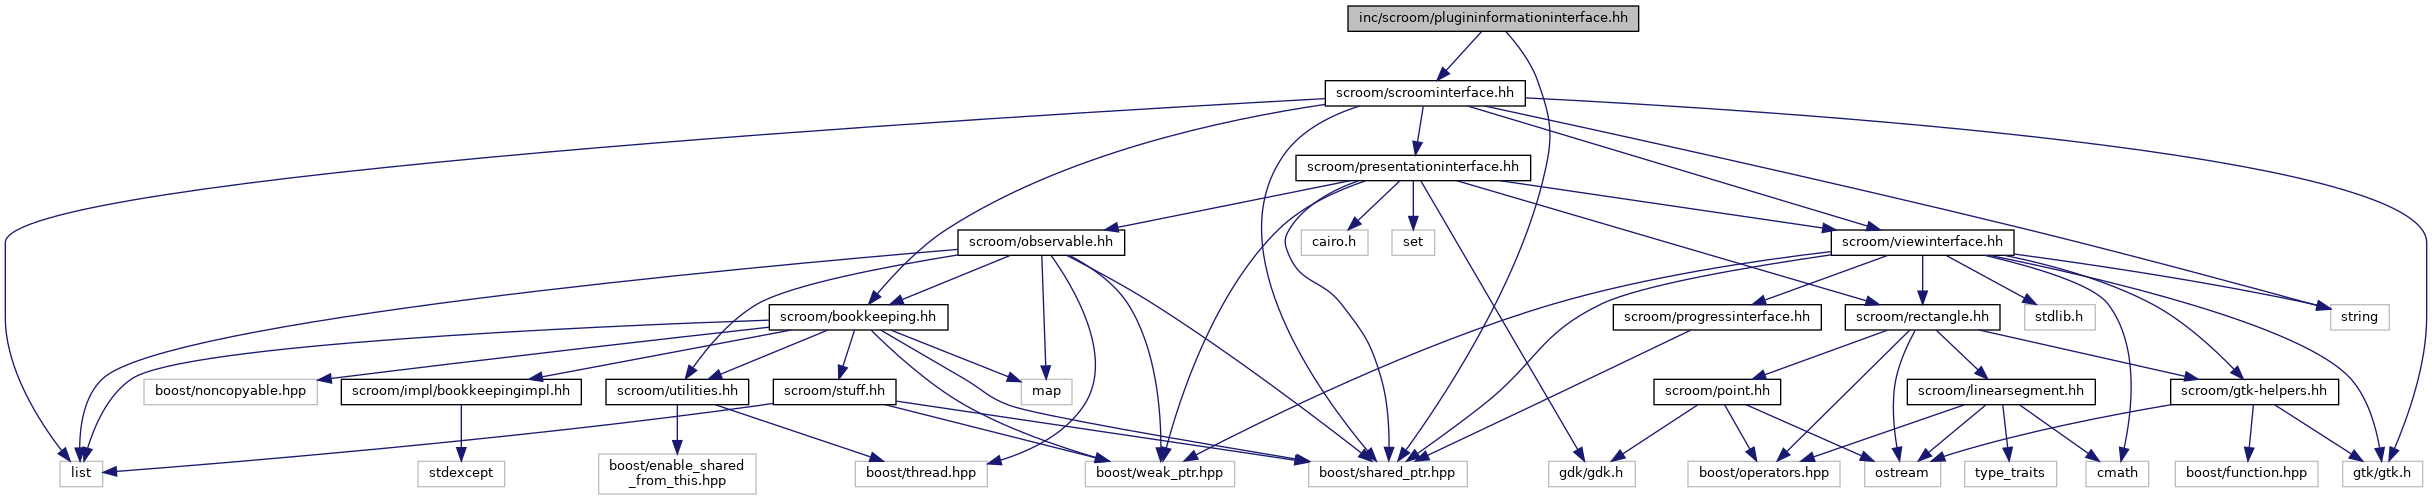 inc/scroom/plugininformationinterface.hh
scroom/scroominterface.hh
scroom/presentationinterface.hh
scroom/observable.hh
cairo.h
set
scroom/viewinterface.hh
scroom/bookkeeping.hh
scroom/progressinterface.hh
scroom/rectangle.hh
stdlib.h
string
boost/noncopyable.hpp
scroom/impl/bookkeepingimpl.hh
scroom/utilities.hh
scroom/stuff.hh
map
scroom/point.hh
scroom/linearsegment.hh
scroom/gtk-helpers.hh
list
stdexcept
boost/enable_shared
_from_this.hpp
boost/thread.hpp
boost/weak_ptr.hpp
boost/shared_ptr.hpp
gdk/gdk.h
boost/operators.hpp
ostream
type_traits
cmath
boost/function.hpp
gtk/gtk.h